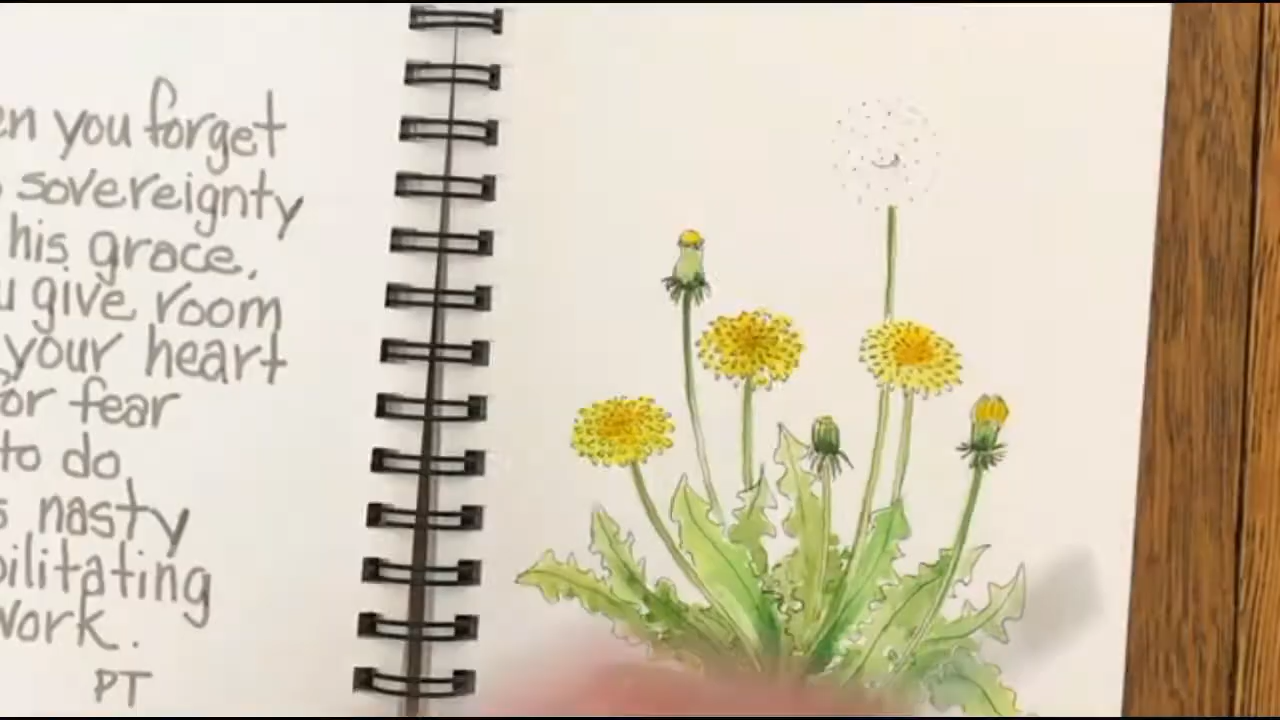 en you forget
sovereignty
his grace,
u give room
your heart
or fear
to do
s nasty
bilitating
work.
PT